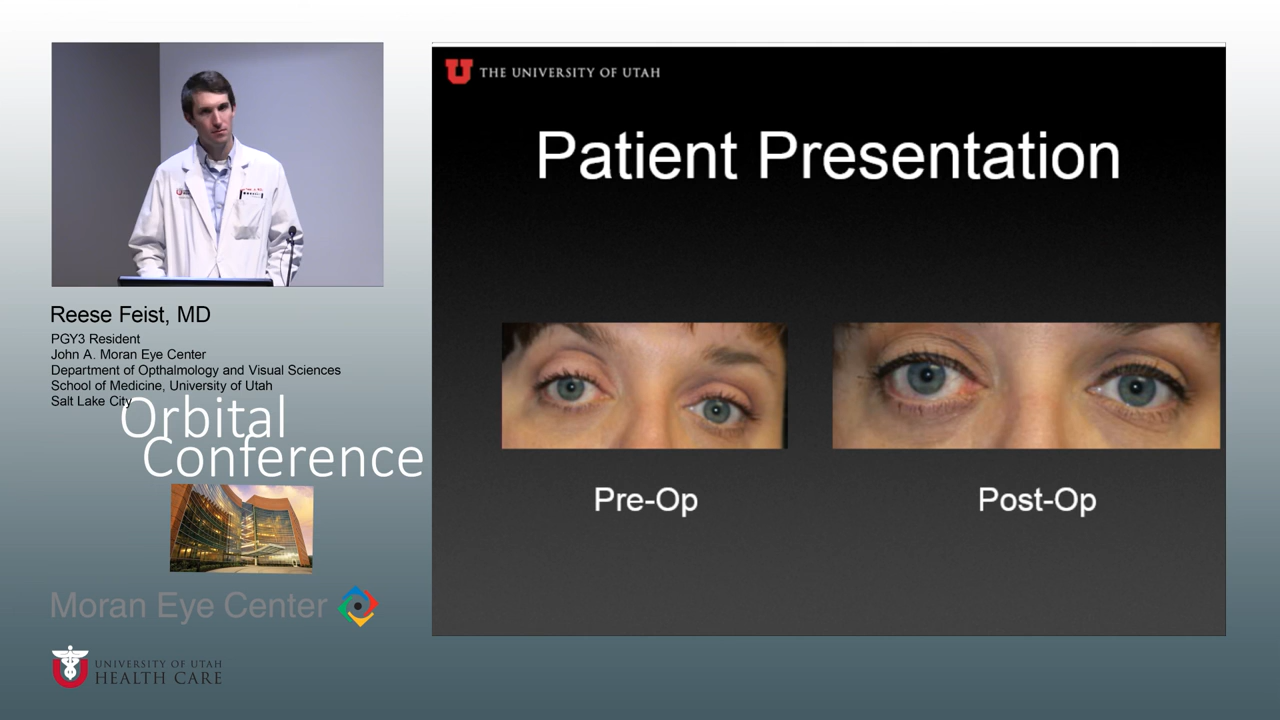 THE UNIVERSITY OF UTAH
Patient Presentation
Pre-Op
Post-Op
Reese Feist, MD
PGY3 Resident
John A. Moran Eye Center
Department of Opthalmology and Visual Sciences
School of Medicine, University of Utah
Salt Lake City
Orbital
Conference
Moran Eye Center
UNIVERSITY OF UTAH
HEALTH CARE